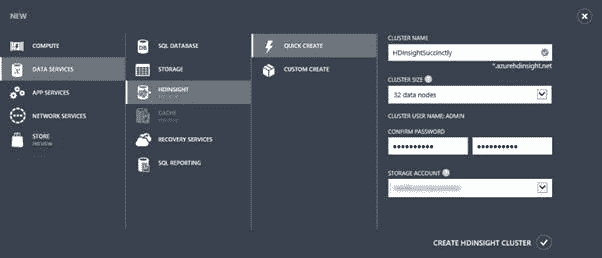 NEW
COMPUTE
DATA SERVICES
APP SERVICES
NETWORK SERVICES
STORE
PREVIEW
SQL DATABASE
STORAGE
HDINSIGHT
PREVIEW
CACHE
PREVIEW
RECOVERY SERVICES
SQL REPORTING
QUICK CREATE
CUSTOM CREATE
CLUSTER NAME
HDInsightSuccinctly
*.azurehdinsight.net
CLUSTER SIZE
32 data nodes
CLUSTER USER NAME: ADMIN
CONFIRM PASSWORD
STORAGE ACCOUNT
CREATE HDINSIGHT CLUSTER